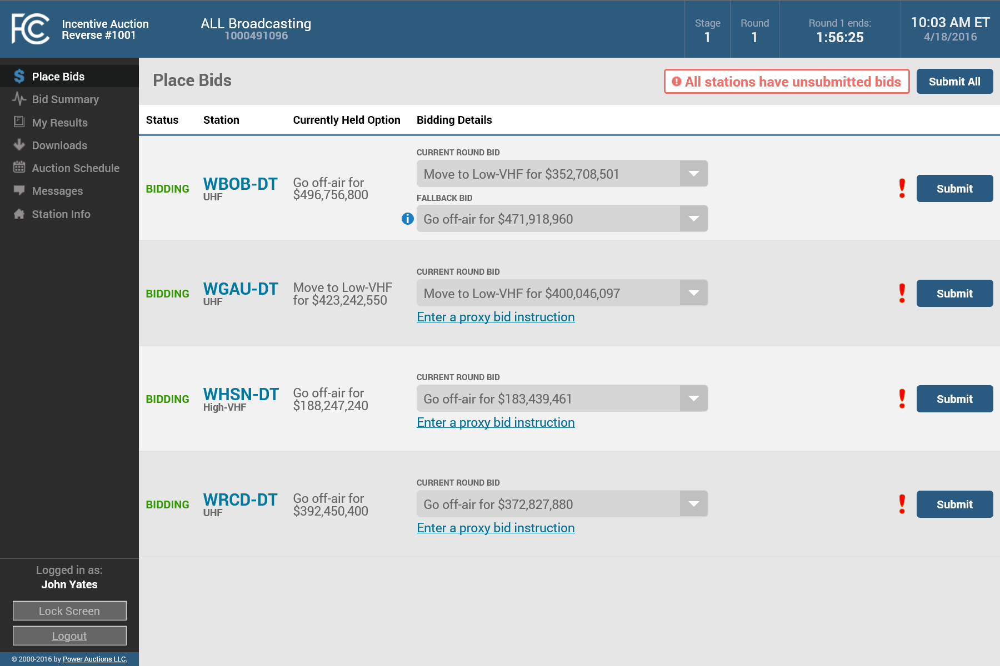 FCC
Incentive Auction
Reverse #1001
ALL Broadcasting
1000491096
Stage
1
Round
1
Round 1 ends:
1:56:25
10:03 AM ET
4/18/2016
Place Bids
Bid Summary
My Results
Downloads
Auction Schedule
Messages
Station Info
Place Bids
All stations have unsubmitted bids
Submit All
Status Station Currently Held Option Bidding Details
BIDDING
WBOB-DT
UHF
Go off-air for
$496,756,800
CURRENT ROUND BID
Move to Low-VHF for $352,708,501
FALLBACK BID
Go off-air for $471,918,960
Submit
BIDDING
WGAU-DT
UHF
Move to Low-VHF
for $423,242,550
CURRENT ROUND BID
Move to Low-VHF for $400,046,097
Enter a proxy bid instruction
Submit
BIDDING
WHSN-DT
High-VHF
Go off-air for
$188,247,240
CURRENT ROUND BID
Go off-air for $183,439,461
Enter a proxy bid instruction
Submit
BIDDING
WRCD-DT
UHF
Go off-air for
$392,450,400
CURRENT ROUND BID
Go off-air for $372,827,880
Enter a proxy bid instruction
Submit
Logged in as:
John Yates
Lock Screen
Logout
© 2000-2016 by Power Auctions LLC.